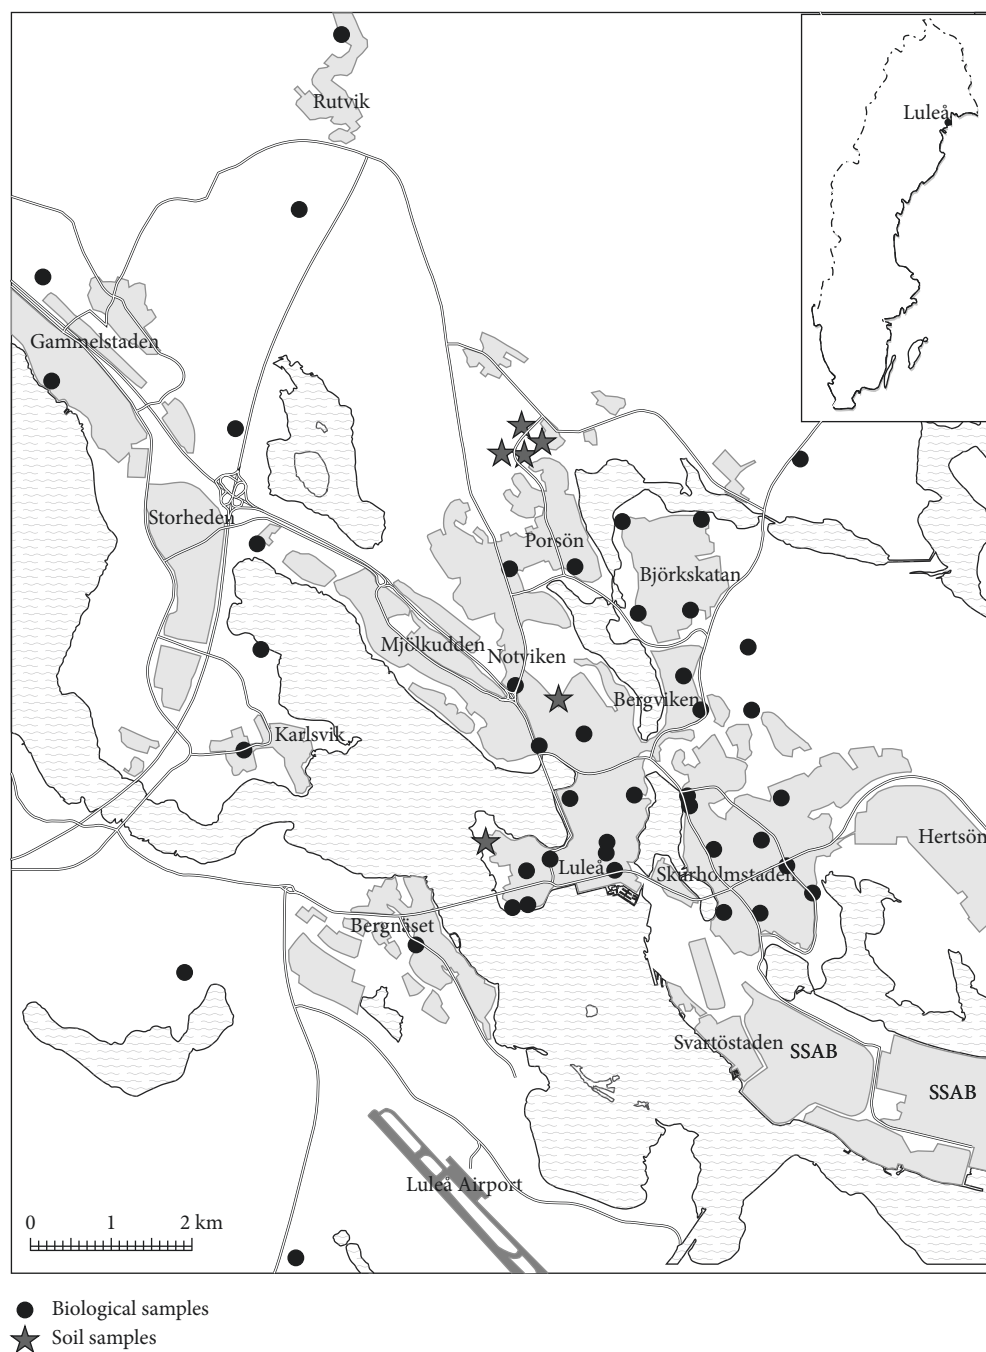 Rutvik
Luleå
Gammelstaden
Storheden
Porsön
Björkskatan
Mjölkudden
Notviken
Bergviken
Karlsvik
Hertsön
Luleå
Skurholmstaden
Bergnäset
Svartöstaden
SSAB
SSAB
Luleå Airport
0 1 2 km
Biological samples
Soil samples